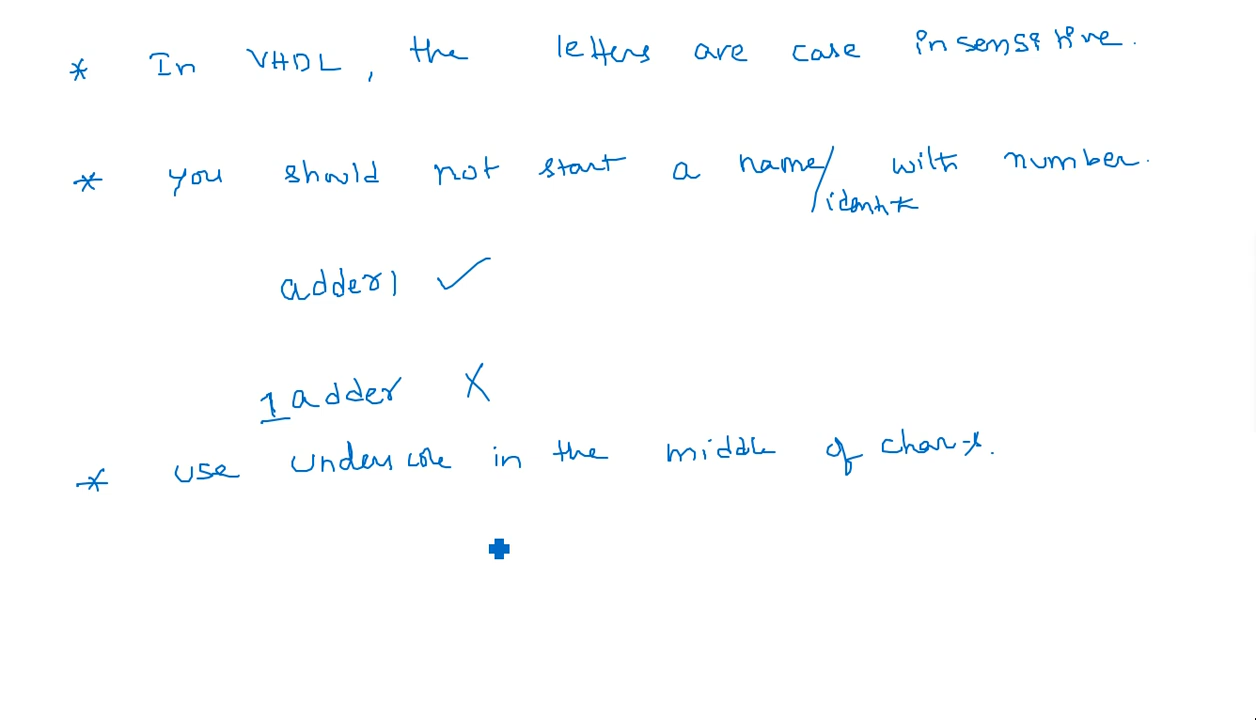 * In VHDL, the letters are case insensitive.
* you should not start a name/ with number.
/ident*
adder1 ✓
1adder X
* use underscore in the middle of char*.